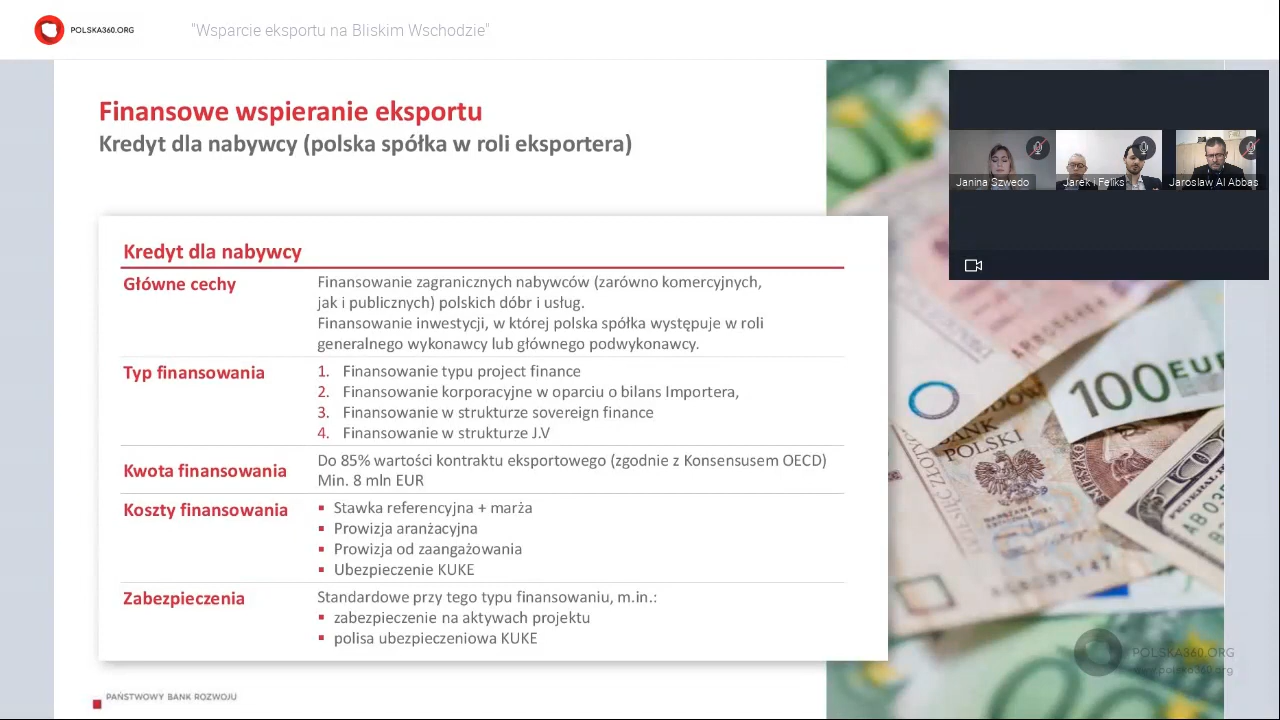 POLSKA360.ORG
"Wsparcie eksportu na Bliskim Wschodzie"
Finansowe wspieranie eksportu
Kredyt dla nabywcy (polska spółka w roli eksportera)
Janina Szwedo
Jarek i Feliks
Jaroslaw Al Abbas
Kredyt dla nabywcy
Główne cechy
Finansowanie zagranicznych nabywców (zarówno komercyjnych,
jak i publicznych) polskich dóbr i usług.
Finansowanie inwestycji, w której polska spółka występuje w roli
generalnego wykonawcy lub głównego podwykonawcy.
Typ finansowania
1. Finansowanie typu project finance
2. Finansowanie korporacyjne w oparciu o bilans Importera,
3. Finansowanie w strukturze sovereign finance
4. Finansowanie w strukturze J.V
Kwota finansowania
Do 85% wartości kontraktu eksportowego (zgodnie z Konsensusem OECD)
Min. 8 mln EUR
Koszty finansowania
▪ Stawka referencyjna + marża
▪ Prowizja aranżacyjna
▪ Prowizja od zaangażowania
▪ Ubezpieczenie KUKE
Zabezpieczenia
Standardowe przy tego typu finansowaniu, m.in.:
▪ zabezpieczenie na aktywach projektu
▪ polisa ubezpieczeniowa KUKE
100 EUR
BANK
POLSKI
POLSKA360.ORG
www.polska360.org
PAŃSTWOWY BANK ROZWOJU